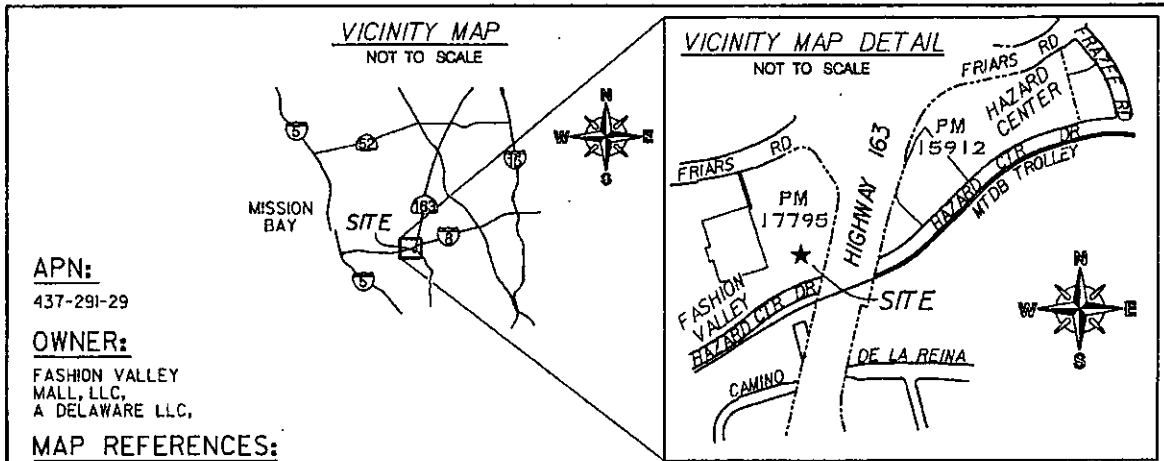 VICINITY MAP
NOT TO SCALE
N
W E
S
5
52
163
MISSION
BAY
SITE
8
5
APN:
437-291-29
OWNER:
FASHION VALLEY
MALL, LLC,
A DELAWARE LLC,
MAP REFERENCES:
VICINITY MAP DETAIL
NOT TO SCALE
FRIARS RD
FRAZEE RD
HAZARD
CENTER
PM
15912
HAZARD CTR DR
MTDB TROLLEY
HIGHWAY 163
FRIARS RD
PM
17795
SITE
FASHION
VALLEY
HAZARD CTR DR
CAMINO DE LA REINA
N
W E
S